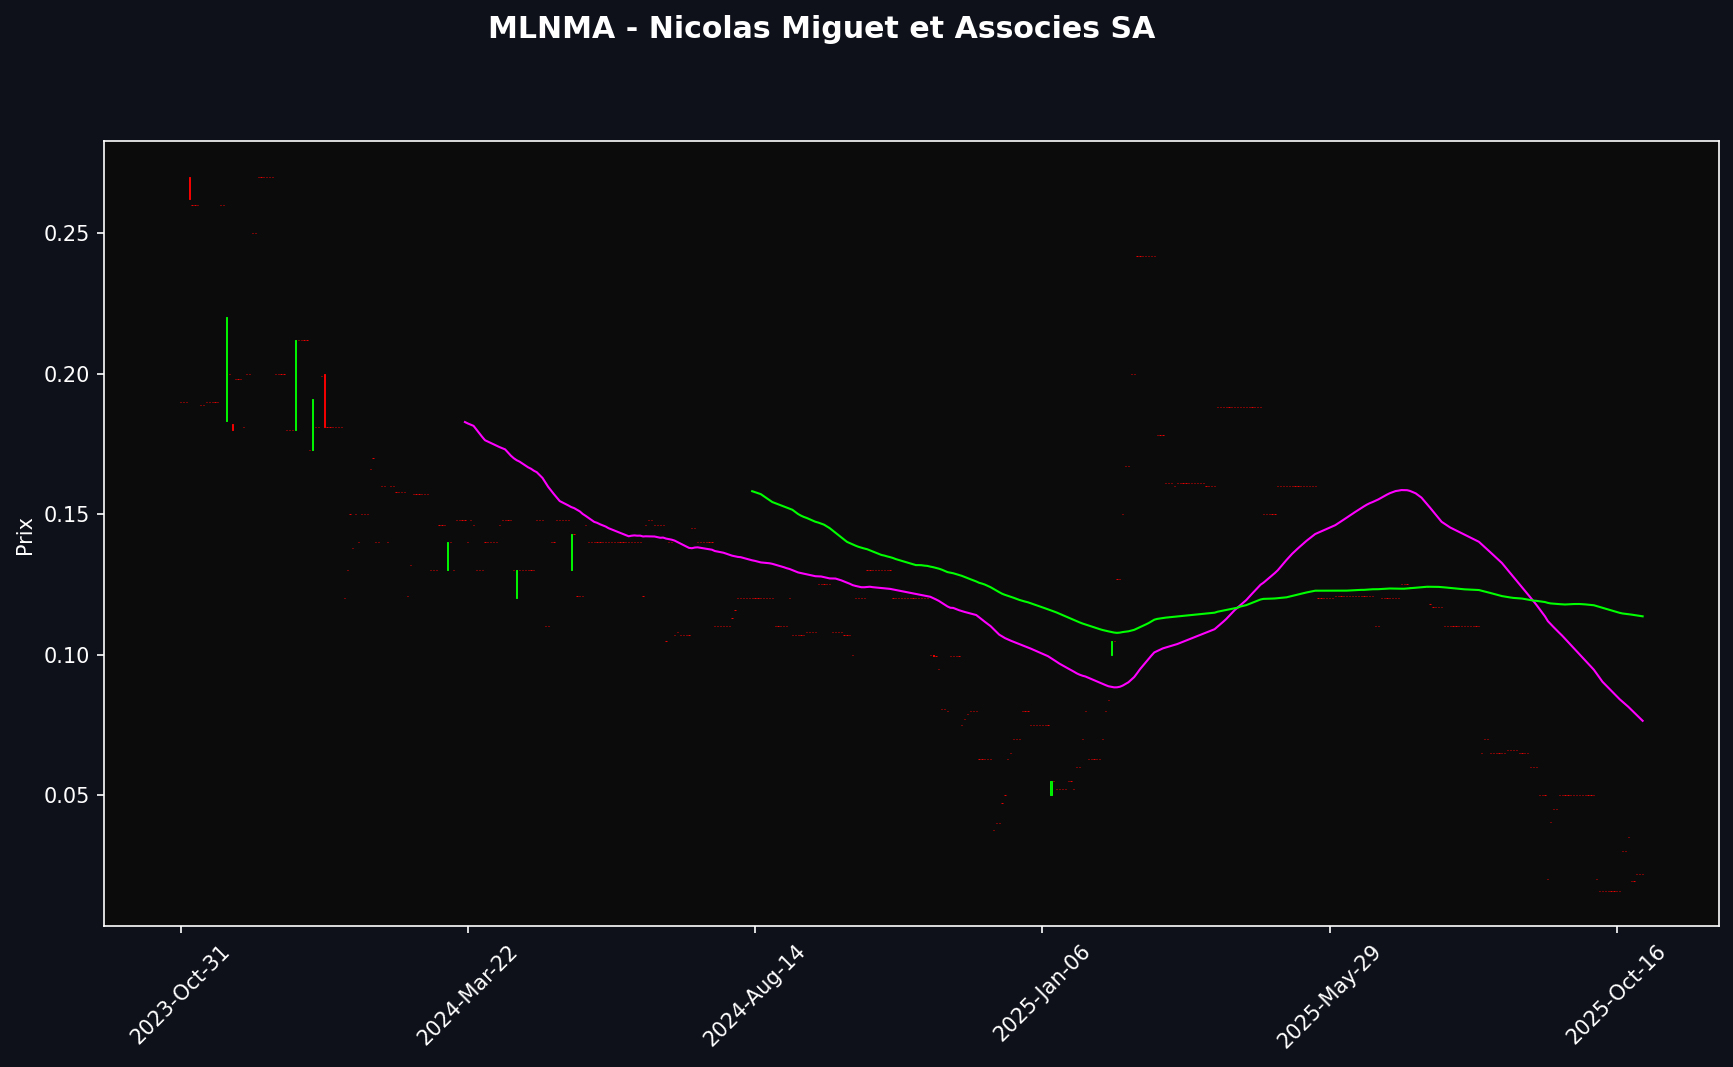 MLNMA - Nicolas Miguet et Associes SA
Prix
0.25
0.20
0.15
0.10
0.05
2023-Oct-31
2024-Mar-22
2024-Aug-14
2025-Jan-06
2025-May-29
2025-Oct-16